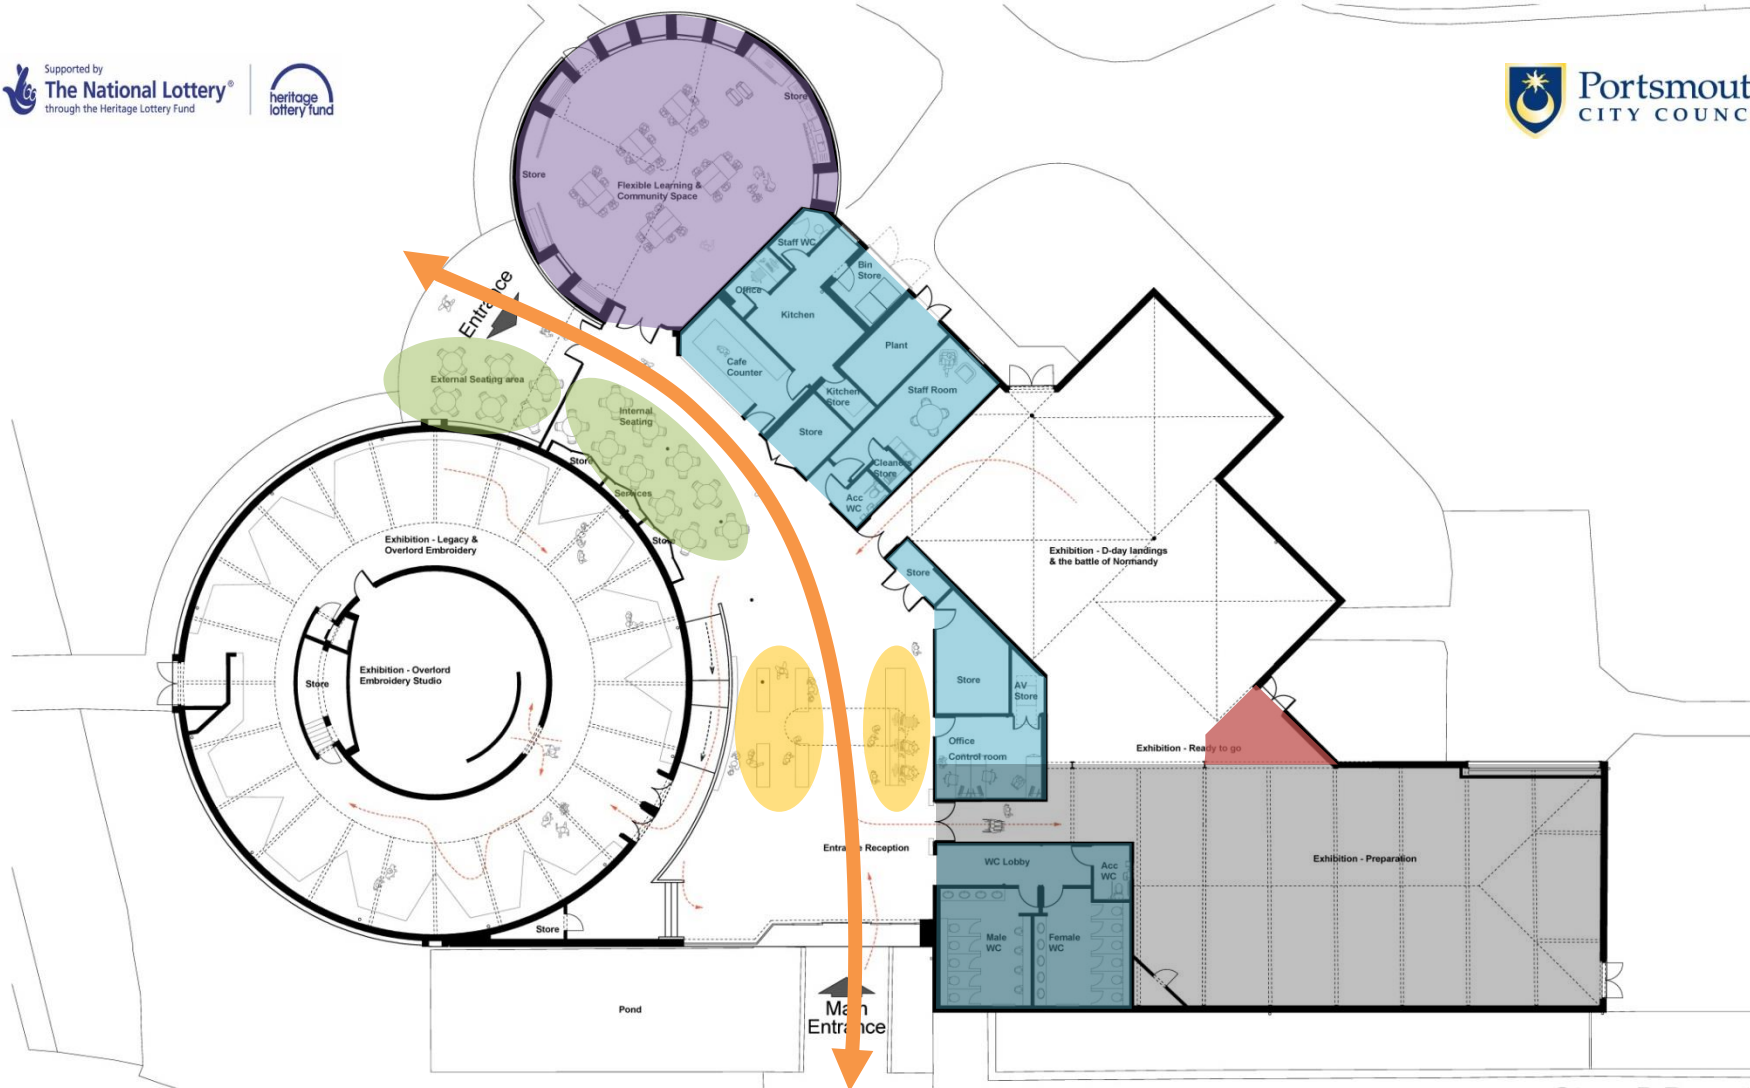 Supported by
The National Lottery®
through the Heritage Lottery Fund
heritage
lottery fund
Portsmout
CITY COUNC
Store
Store
Flexible Learning &
Community Space
Staff WC
Bin
Store
Office
Kitchen
Entrance
Plant
Cafe
Counter
External Seating area
Kitchen
Store
Staff Room
Internal
Seating
Store
Store
Cleaners
Store
Services
Acc
WC
Store
Exhibition - Legacy &
Overlord Embroidery
Exhibition - D-day landings
& the battle of Normandy
Store
Exhibition - Overlord
Embroidery Studio
Store
Store
AV
Store
Office
Control room
Exhibition - Ready to go
Entrance Reception
WC Lobby
Acc
WC
Exhibition - Preparation
Store
Male
WC
Female
WC
Pond
Main
Entrance